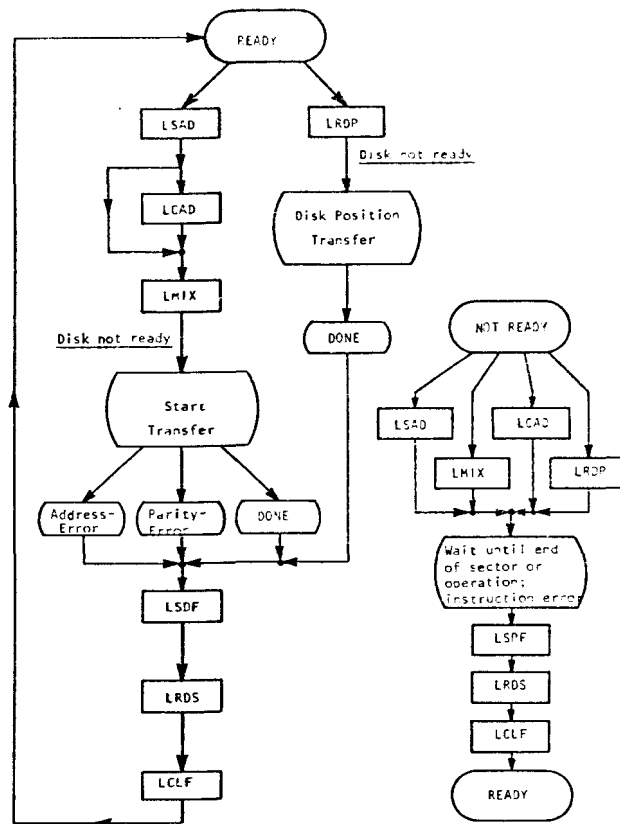 READY
LSAD
LRDP
Disk not ready
LCAD
Disk Position
Transfer
LMIX
Disk not ready
DONE
Start
Transfer
Address-
Error
Parity-
Error
DONE
LSDF
LRDS
LCLF
NOT READY
LSAD
LCAD
LMIX
LRDP
Wait until end
of sector or
operation;
instruction error
LSPF
LRDS
LCLF
READY